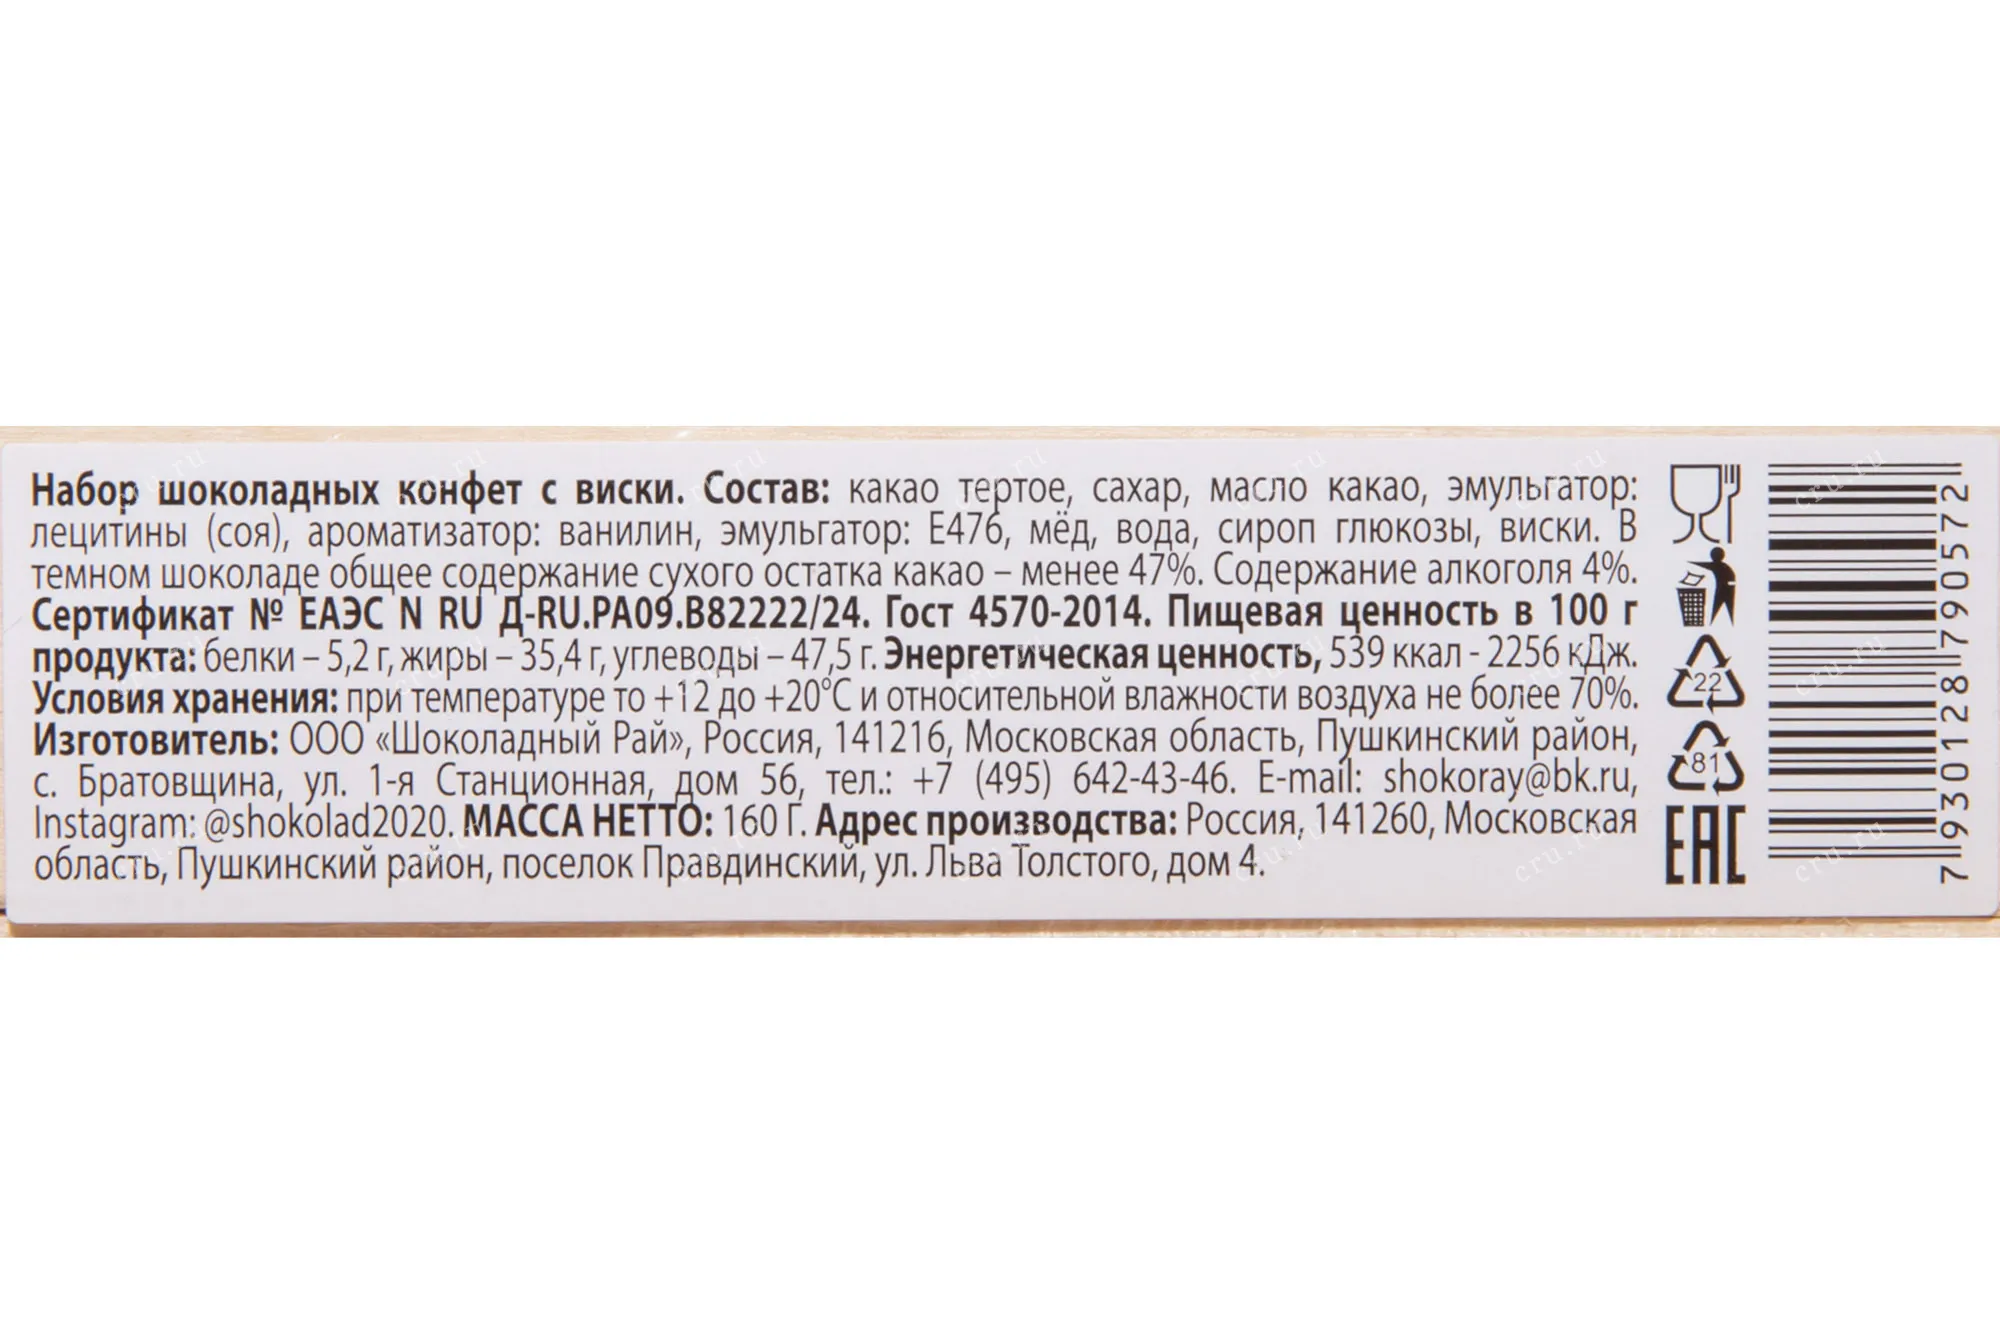 Набор шоколадных конфет с виски. Состав: какао тертое, сахар, масло какао, эмульгатор:
лецитины (соя), ароматизатор: ванилин, эмульгатор: Е476, мёд, вода, сироп глюкозы, виски. В
темном шоколаде общее содержание сухого остатка какао – менее 47%. Содержание алкоголя 4%.
Сертификат № ЕАЭС N RU Д-RU.РА09.В82222/24. Гост 4570-2014. Пищевая ценность в 100 г
продукта: белки – 5,2 г, жиры – 35,4 г, углеводы – 47,5 г. Энергетическая ценность, 539 ккал - 2256 кДж.
Условия хранения: при температуре то +12 до +20°С и относительной влажности воздуха не более 70%.
Изготовитель: ООО «Шоколадный Рай», Россия, 141216, Московская область, Пушкинский район,
с. Братовщина, ул. 1-я Станционная, дом 56, тел.: +7 (495) 642-43-46. E-mail: shokoray@bk.ru,
Instagram: @shokolad2020. МАССА НЕТТО: 160 Г. Адрес производства: Россия, 141260, Московская
область, Пушкинский район, поселок Правдинский, ул. Льва Толстого, дом 4.
22
81
EAC
7 930128 790572
cru.ru